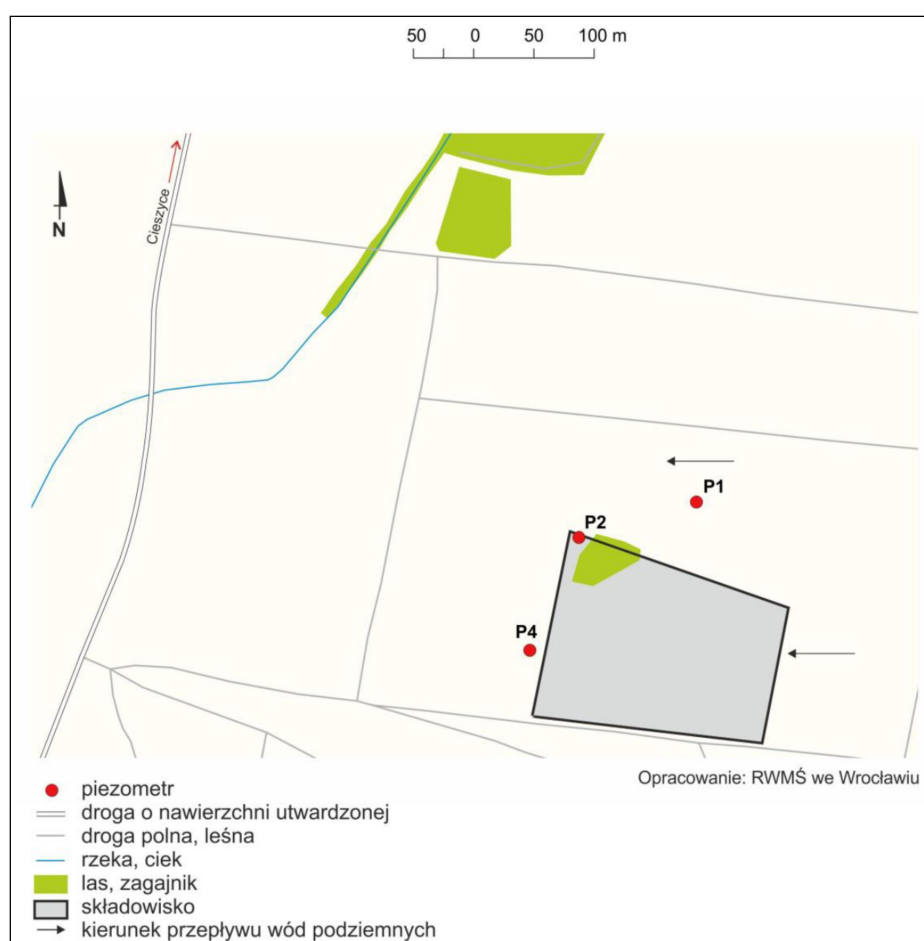 50 0 50 100 m
Cieszyce
N
P1
P2
P4
Opracowanie: RWMŚ we Wrocławiu
piezometr
droga o nawierzchni utwardzonej
droga polna, leśna
rzeka, ciek
las, zagajnik
składowisko
kierunek przepływu wód podziemnych